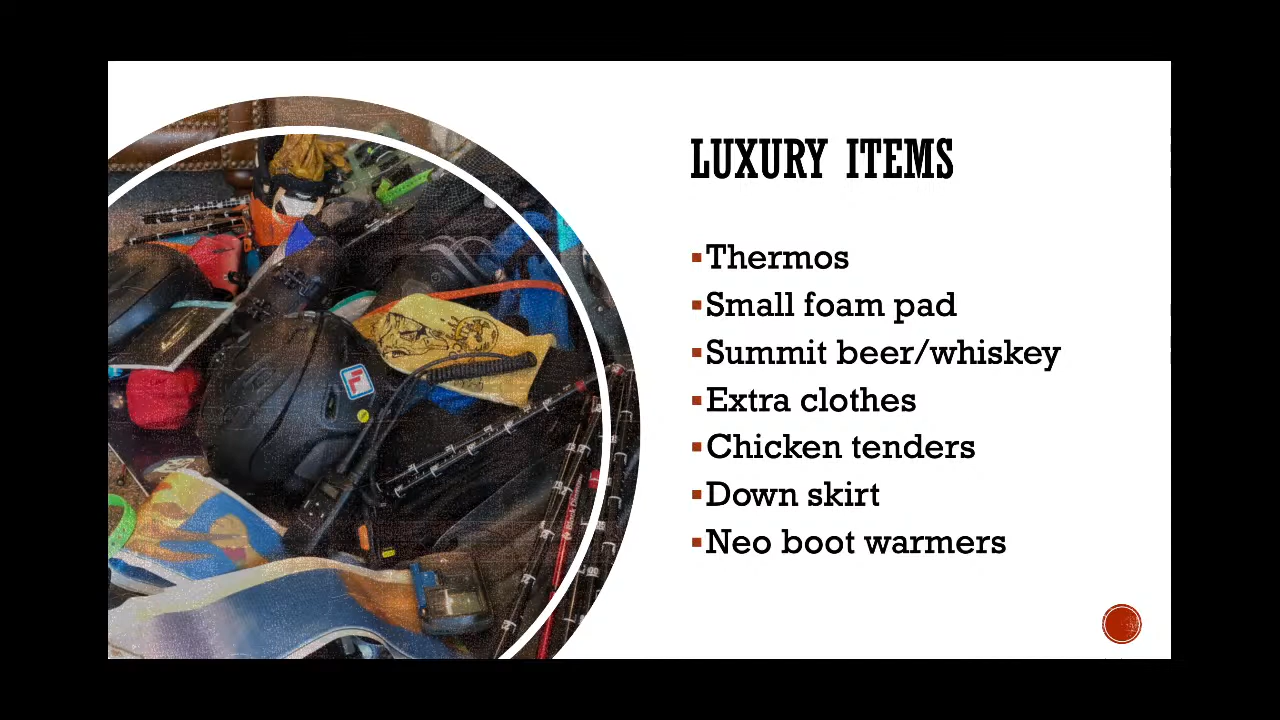 LUXURY ITEMS
▪Thermos
▪Small foam pad
▪Summit beer/whiskey
▪Extra clothes
▪Chicken tenders
▪Down skirt
▪Neo boot warmers